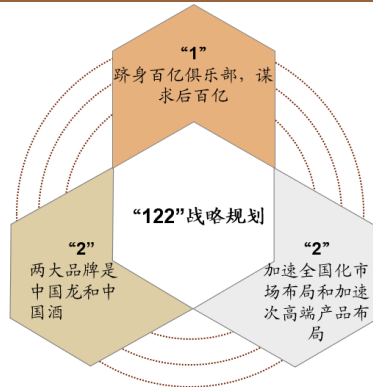 “1”
跻身百亿俱乐部，谋
求后百亿
“122”战略规划
“2”
两大品牌是
中国龙和中
国酒
“2”
加速全国化市
场布局和加速
次高端产品布
局